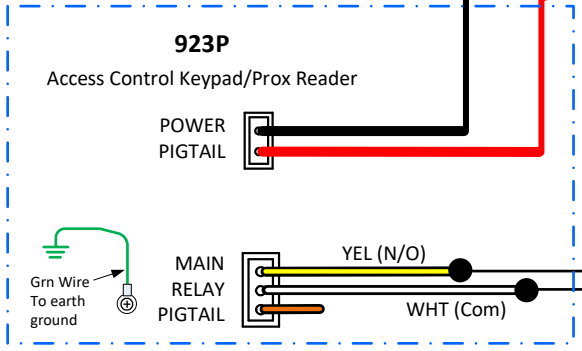 923P
Access Control Keypad/Prox Reader
POWER
PIGTAIL
MAIN
RELAY
PIGTAIL
YEL (N/O)
WHT (Com)
Grn Wire
To earth
ground